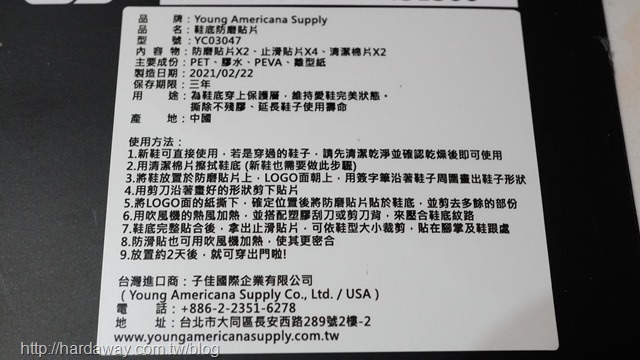 品　　牌：Young Americana Supply
品　　名：鞋底防磨貼片
型　　號：YC03047
內 容 物：防磨貼片X2、止滑貼片X4、清潔棉片X2
主要成份：PET、膠水、PEVA、離型紙
製造日期：2021/02/22
保存期限：三年
用　　途：為鞋底穿上保護層，維持愛鞋完美狀態。
撕除不殘膠、延長鞋子使用壽命
產　　地：中國
使用方法：
1.新鞋可直接使用，若是穿過的鞋子，請先清潔乾淨並確認乾燥後即可使用
2.用清潔棉片擦拭鞋底 (新鞋也需要做此步驟)
3.將鞋放置於防磨貼片上，LOGO面朝上，用簽字筆沿著鞋子周圍畫出鞋子形狀
4.用剪刀沿著畫好的形狀剪下貼片
5.將LOGO面的紙撕下，確定位置後將防磨貼片貼於鞋底，並剪去多餘的部份
6.用吹風機的熱風加熱，並搭配塑膠刮刀或剪刀背，來壓合鞋底紋路
7.鞋底完整貼合後，拿出止滑貼片，可依鞋型大小裁剪，貼在腳掌及鞋跟處
8.防滑貼也可用吹風機加熱，使其更密合
9.放置約2天後，就可穿出門啦!
台灣進口商：子佳國際企業有限公司
（Young Americana Supply Co., Ltd. / USA）
電　　話：+886-2-2351-6278
地　　址：台北市大同區長安西路289號2樓-2
www.youngamericanasupply.com.tw
http://hardaway.com.tw/blog